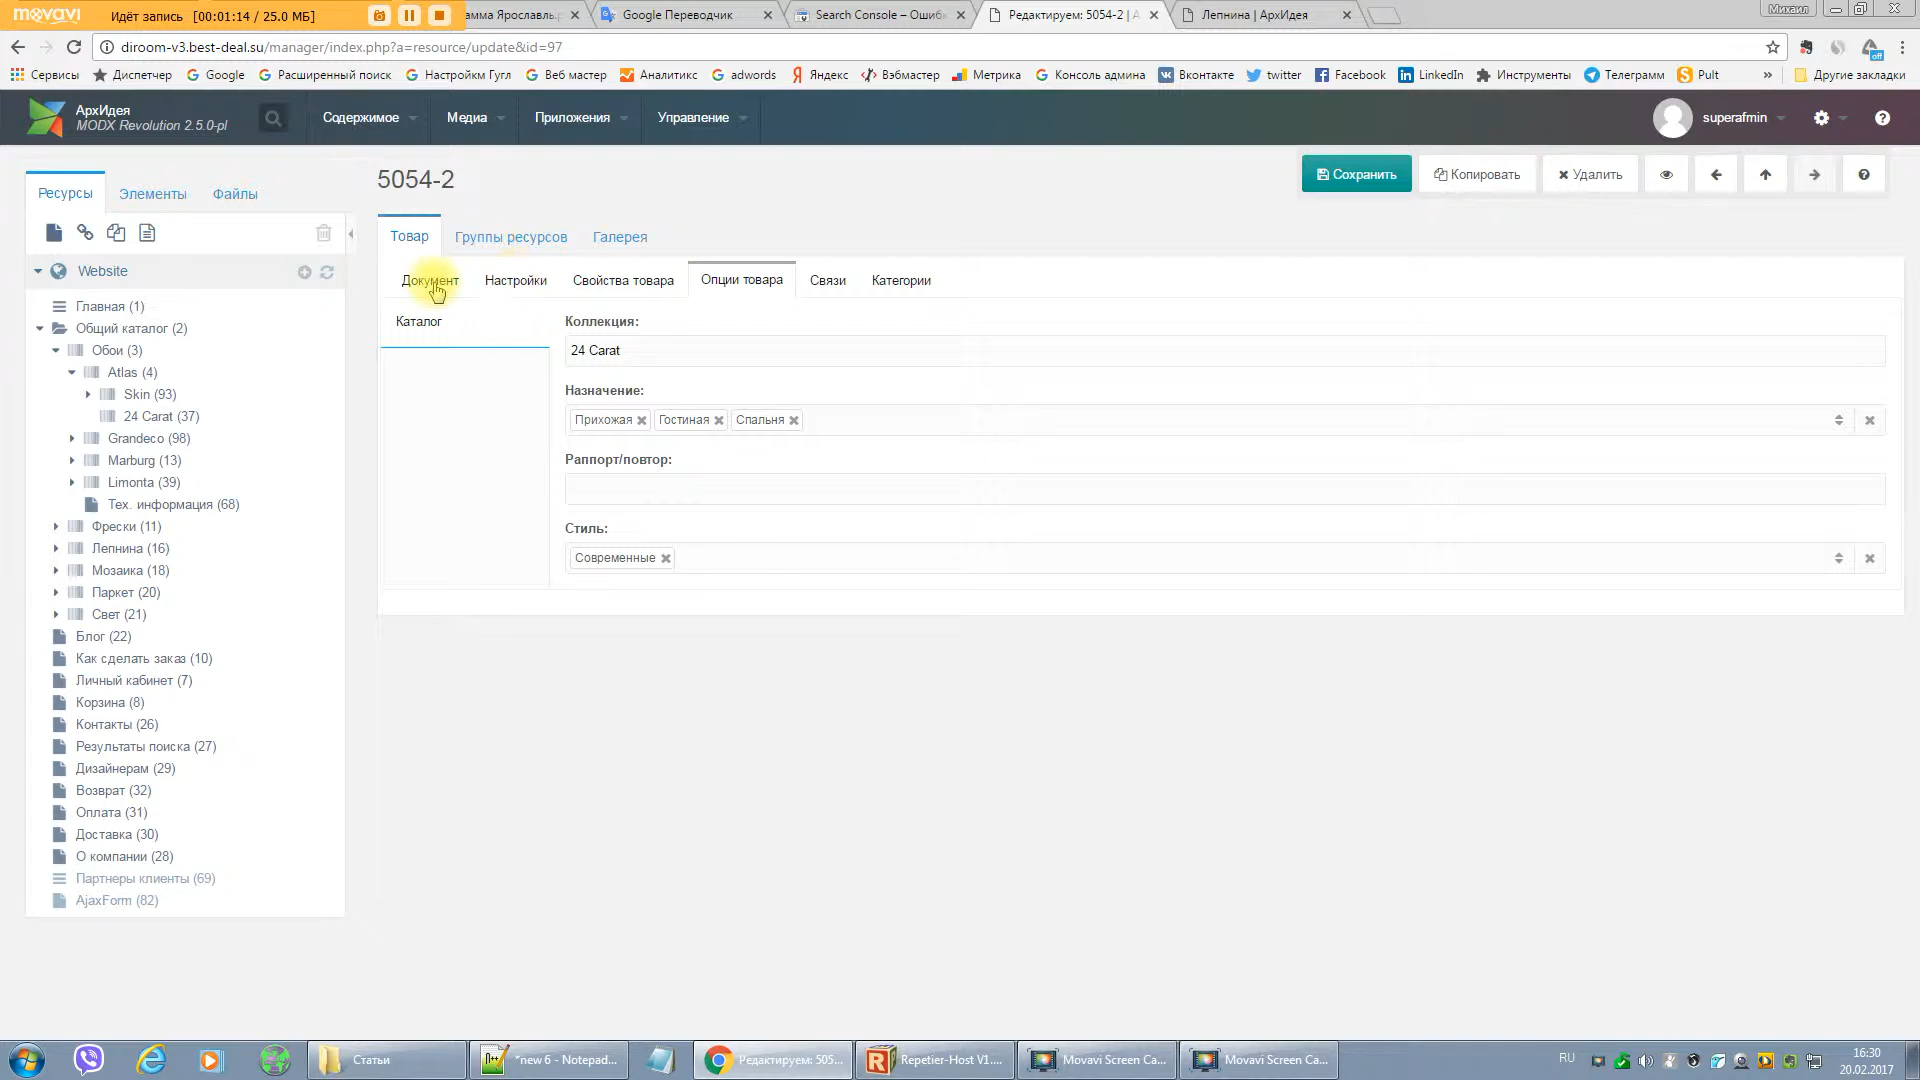 movavi Идёт запись [00:01:14 / 25.0 МБ]
амма Ярославль.р
Google Переводчик
Search Console – Ошиб
Редактируем: 5054-2 | А
Лепнина | АрхИдея
Михаил
diroom-v3.best-deal.su/manager/index.php?a=resource/update&id=97
Сервисы Диспетчер Google Расширенный поиск Настройкм Гугл Веб мастер Аналитикс adwords Яндекс Вэбмастер Метрика Консоль админа Вконтакте twitter Facebook LinkedIn Инструменты Телеграмм Pult » Другие закладки
АрхИдея
MODX Revolution 2.5.0-pl
Содержимое Медиа Приложения Управление
superafmin
Ресурсы Элементы Файлы
Website
Главная (1)
Общий каталог (2)
Обои (3)
Atlas (4)
Skin (93)
24 Carat (37)
Grandeco (98)
Marburg (13)
Limonta (39)
Тех. информация (68)
Фрески (11)
Лепнина (16)
Мозаика (18)
Паркет (20)
Свет (21)
Блог (22)
Как сделать заказ (10)
Личный кабинет (7)
Корзина (8)
Контакты (26)
Результаты поиска (27)
Дизайнерам (29)
Возврат (32)
Оплата (31)
Доставка (30)
О компании (28)
Партнеры клиенты (69)
AjaxForm (82)
5054-2
Сохранить Копировать Удалить
Товар Группы ресурсов Галерея
Документ Настройки Свойства товара Опции товара Связи Категории
Каталог
Коллекция:
24 Carat
Назначение:
Прихожая Гостиная Спальня
Раппорт/повтор:
Стиль:
Современные
Статьи
*new 6 - Notepad...
Редактируем: 505...
Repetier-Host V1....
Movavi Screen Ca...
Movavi Screen Ca...
RU
16:30
20.02.2017